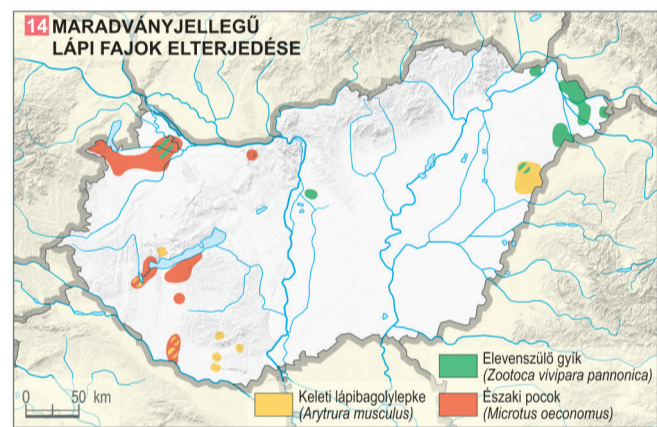 14 MARADVÁNYJELLEGŰ
LÁPI FAJOK ELTERJEDÉSE
Elevenszülő gyík
(Zootoca vivipara pannonica)
Keleti lápibagolylepke
(Arytrura musculus)
Északi pocok
(Microtus oeconomus)
0 50 km